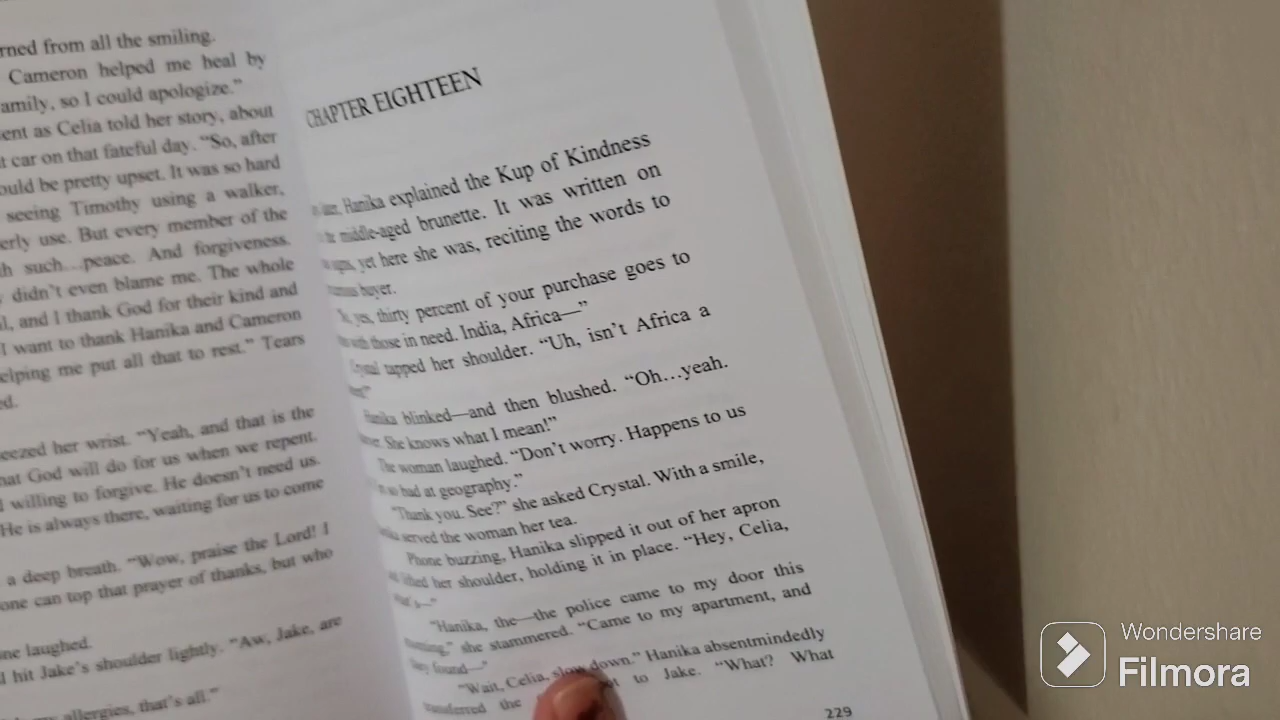 rned from all the smiling.
Cameron helped me heal by
amily, so I could apologize.”
ent as Celia told her story, about
t car on that fateful day. “So, after
ould be pretty upset. It was so hard
seeing Timothy using a walker,
erly use. But every member of the
h such…peace. And forgiveness.
didn’t even blame me. The whole
l, and I thank God for their kind and
I want to thank Hanika and Cameron
elping me put all that to rest.” Tears
ed.
eezed her wrist. “Yeah, and that is the
hat God will do for us when we repent.
willing to forgive. He doesn’t need us.
He is always there, waiting for us to come
a deep breath. “Wow, praise the Lord! I
one can top that prayer of thanks, but who
ne laughed.
hit Jake’s shoulder lightly. “Aw, Jake, are
my allergies, that’s all.”
CHAPTER EIGHTEEN
Hanika explained the Kup of Kindness
middle-aged brunette. It was written on
yet here she was, reciting the words to
buyer.
yes, thirty percent of your purchase goes to
those in need. India, Africa—”
Crystal tapped her shoulder. “Uh, isn’t Africa a
Hanika blinked—and then blushed. “Oh…yeah.
She knows what I mean!”
The woman laughed. “Don’t worry. Happens to us
so bad at geography.”
“Thank you. See?” she asked Crystal. With a smile,
served the woman her tea.
Phone buzzing, Hanika slipped it out of her apron
lifted her shoulder, holding it in place. “Hey, Celia,
what’s—”
“Hanika, the—the police came to my door this
morning,” she stammered. “Came to my apartment, and
they found—”
“Wait, Celia, slow down.” Hanika absentmindedly
transferred the to Jake. “What? What
229
Wondershare
Filmora